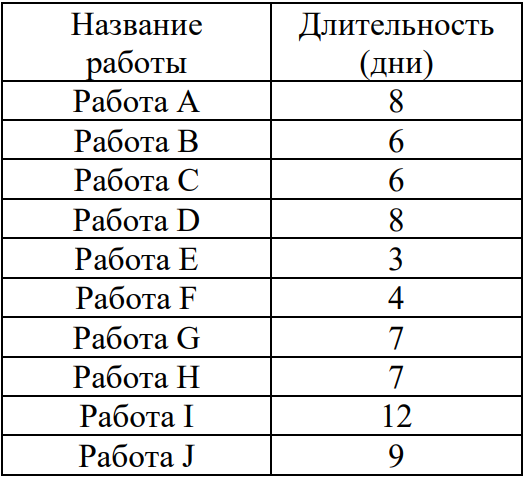 Название Длительность
работы (дни)
Работа A 8
Работа B 6
Работа C 6
Работа D 8
Работа E 3
Работа F 4
Работа G 7
Работа H 7
Работа I 12
Работа J 9